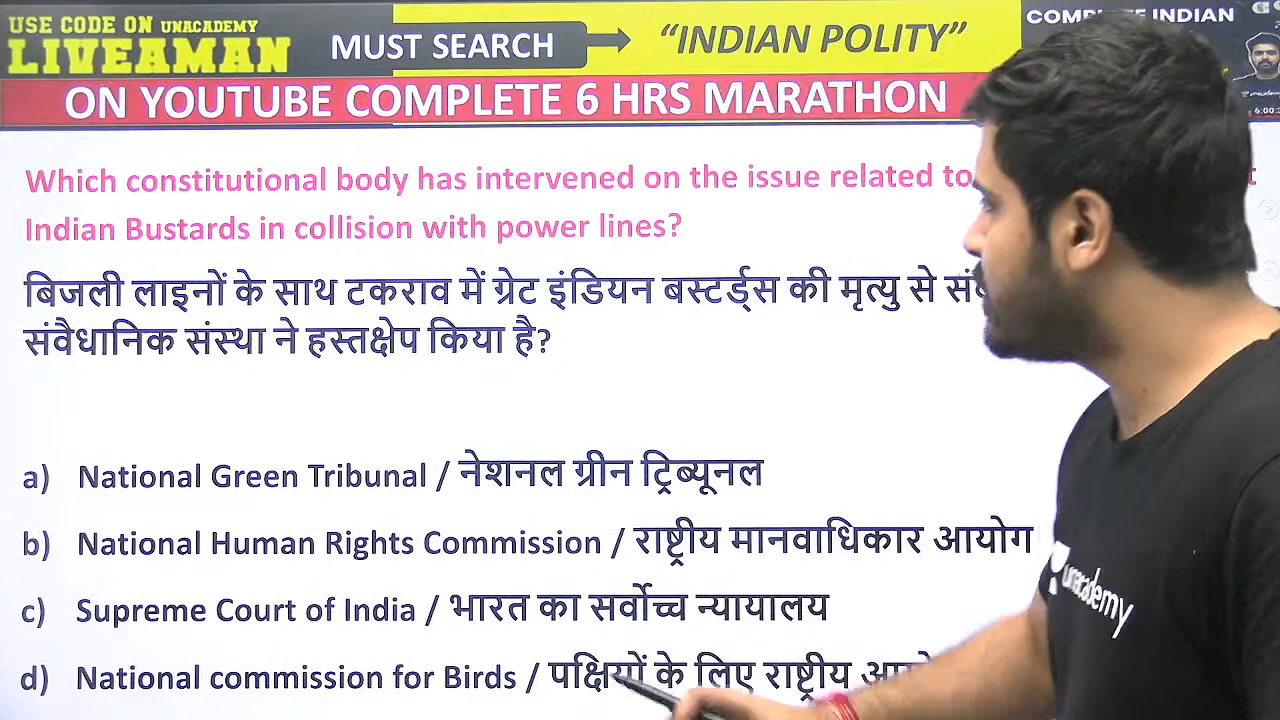 USE CODE ON UNACADEMY
LIVEAMAN
MUST SEARCH
“INDIAN POLITY”
INDIAN
ON YOUTUBE COMPLETE 6 HRS MARATHON
Which constitutional body has intervened on the issue related to
Indian Bustards in collision with power lines?
बिजली लाइनों के साथ टकराव में ग्रेट इंडियन बस्टर्ड्स की मृत्यु से
संवैधानिक संस्था ने हस्तक्षेप किया है?
a) National Green Tribunal / नेशनल ग्रीन ट्रिब्यूनल
b) National Human Rights Commission / राष्ट्रीय मानवाधिकार आयोग
c) Supreme Court of India / भारत का सर्वोच्च न्यायालय
d) National commission for Birds / पक्षियों के लिए राष्ट्रीय
unacademy